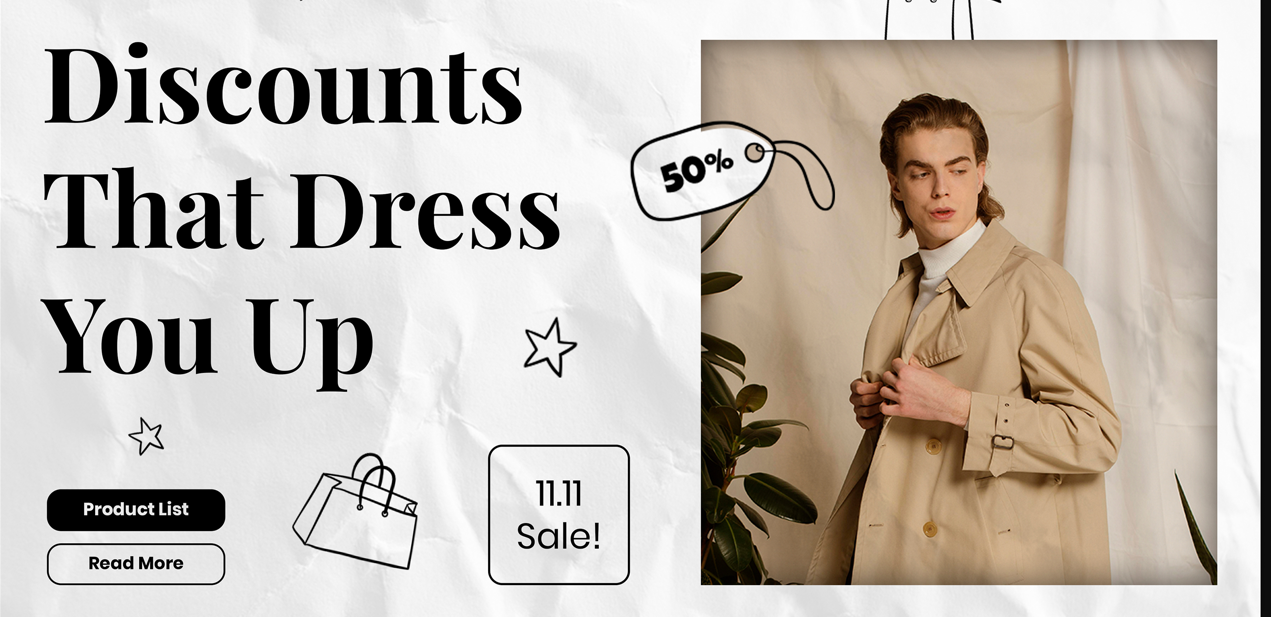 Discounts
That Dress
You Up
50%
11.11
Sale!
Product List
Read More